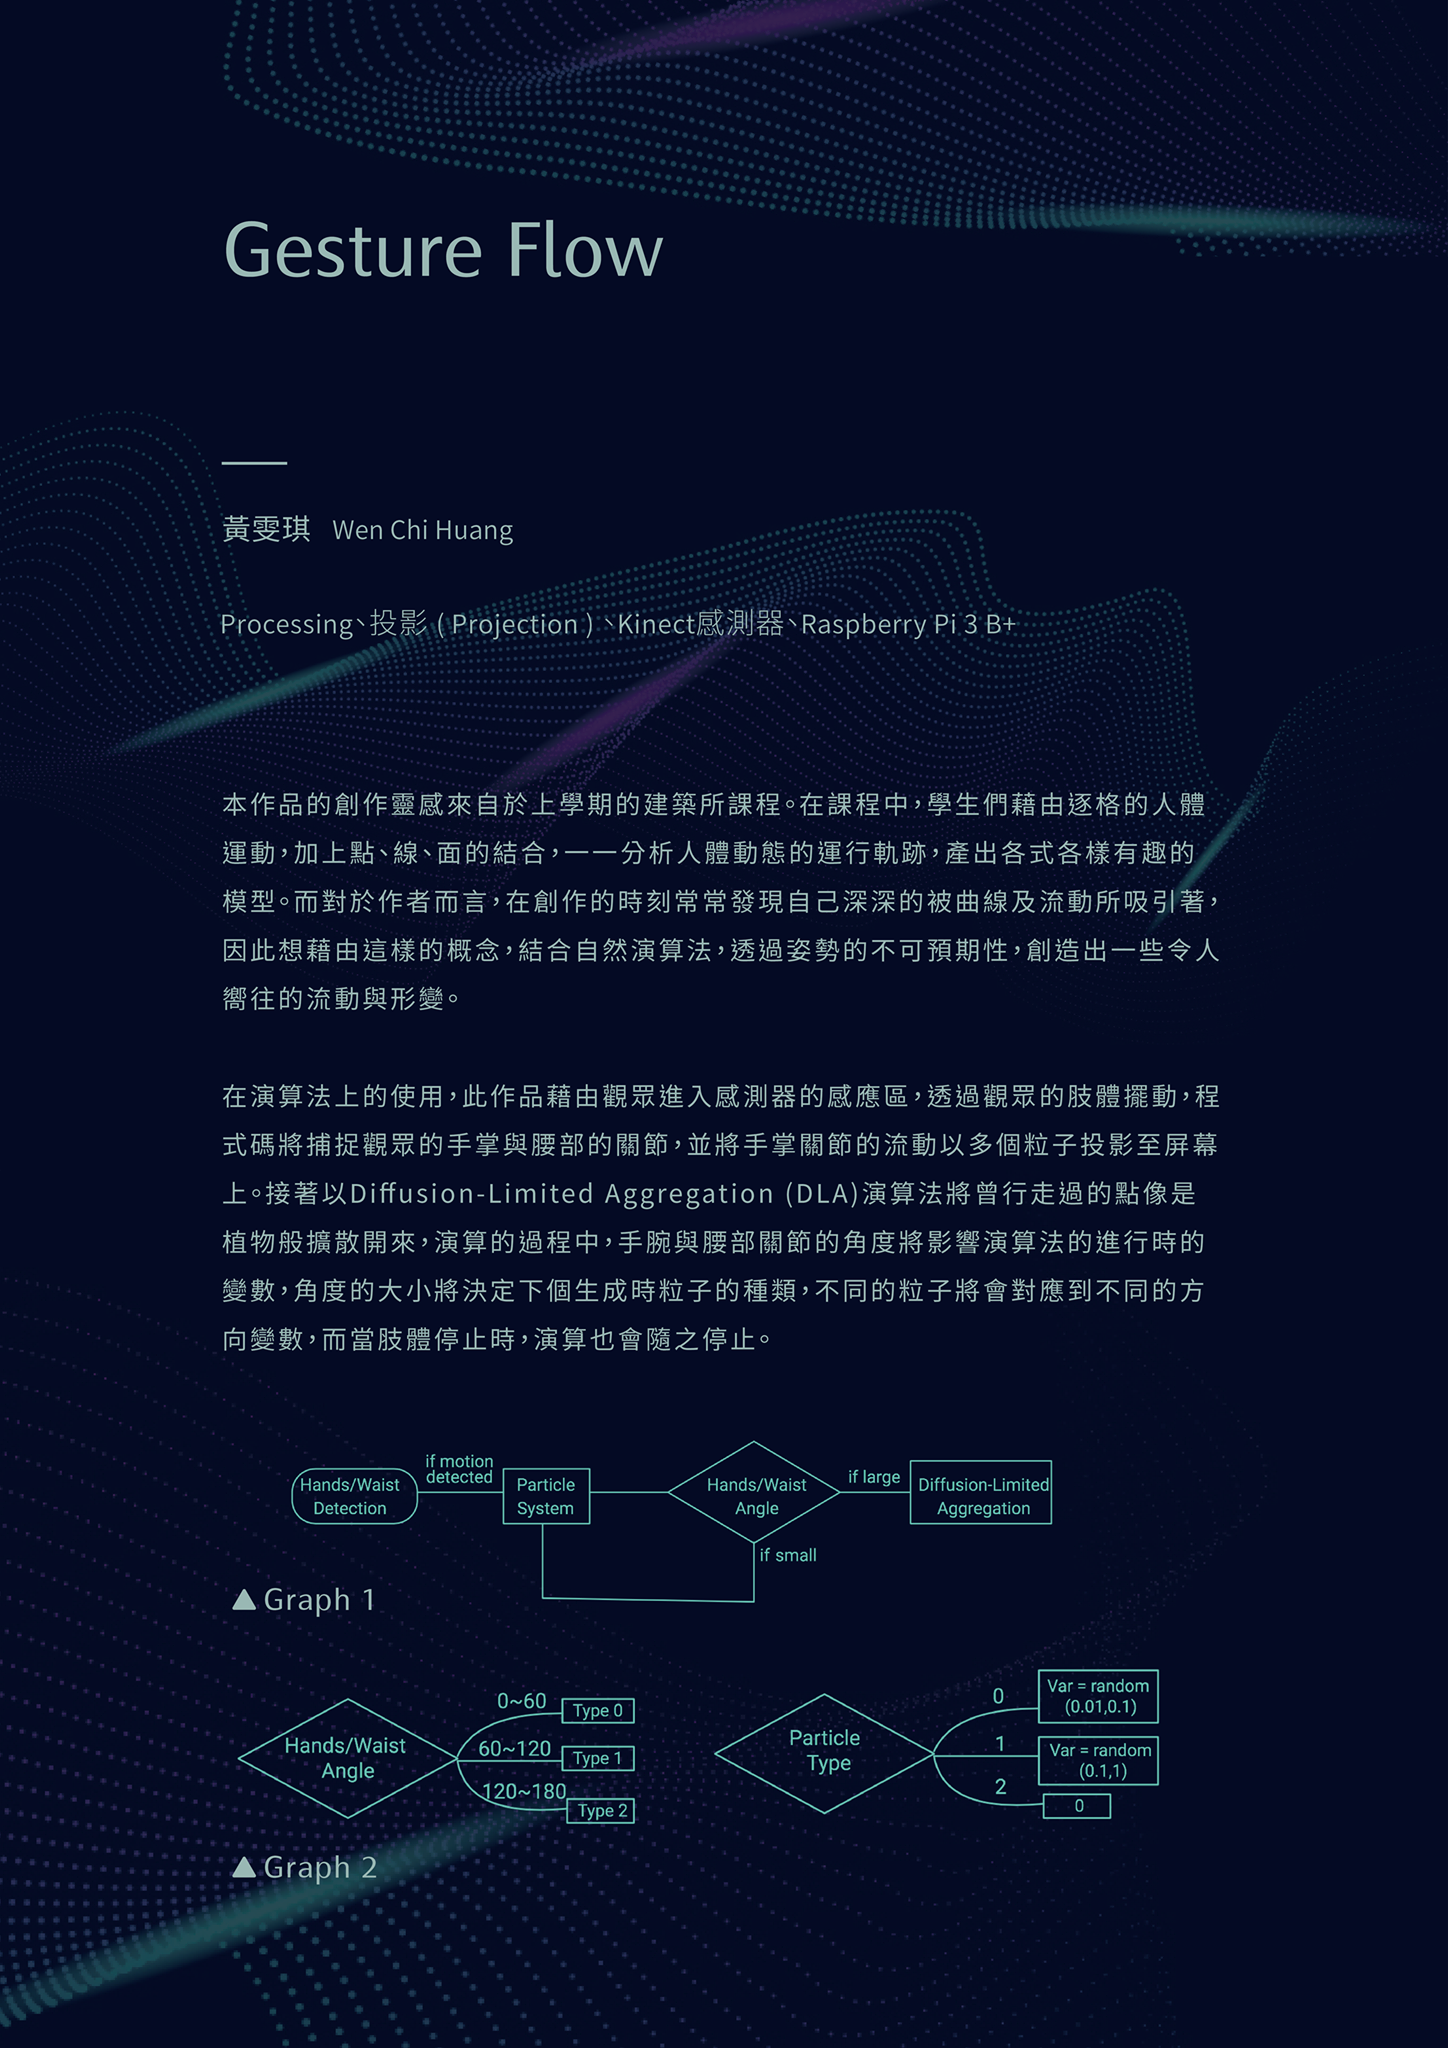 Gesture Flow
黃雯琪 Wen Chi Huang
Processing、投影 ( Projection ) 、Kinect感測器、Raspberry Pi 3 B+
本作品的創作靈感來自於上學期的建築所課程。在課程中，學生們藉由逐格的人體
運動，加上點、線、面的結合，一一分析人體動態的運行軌跡，產出各式各樣有趣的
模型。而對於作者而言，在創作的時刻常常發現自己深深的被曲線及流動所吸引著，
因此想藉由這樣的概念，結合自然演算法，透過姿勢的不可預期性，創造出一些令人
嚮往的流動與形變。
在演算法上的使用，此作品藉由觀眾進入感測器的感應區，透過觀眾的肢體擺動，程
式碼將捕捉觀眾的手掌與腰部的關節，並將手掌關節的流動以多個粒子投影至屏幕
上。接著以Diffusion-Limited Aggregation (DLA)演算法將曾行走過的點像是
植物般擴散開來，演算的過程中，手腕與腰部關節的角度將影響演算法的進行時的
變數，角度的大小將決定下個生成時粒子的種類，不同的粒子將會對應到不同的方
向變數，而當肢體停止時，演算也會隨之停止。
Hands/Waist
Detection
if motion
detected
Particle
System
Hands/Waist
Angle
if large
Diffusion-Limited
Aggregation
if small
▲ Graph 1
Hands/Waist
Angle
0~60
Type 0
60~120
Type 1
120~180
Type 2
Particle
Type
0
Var = random
(0.01,0.1)
1
Var = random
(0.1,1)
2
0
▲ Graph 2